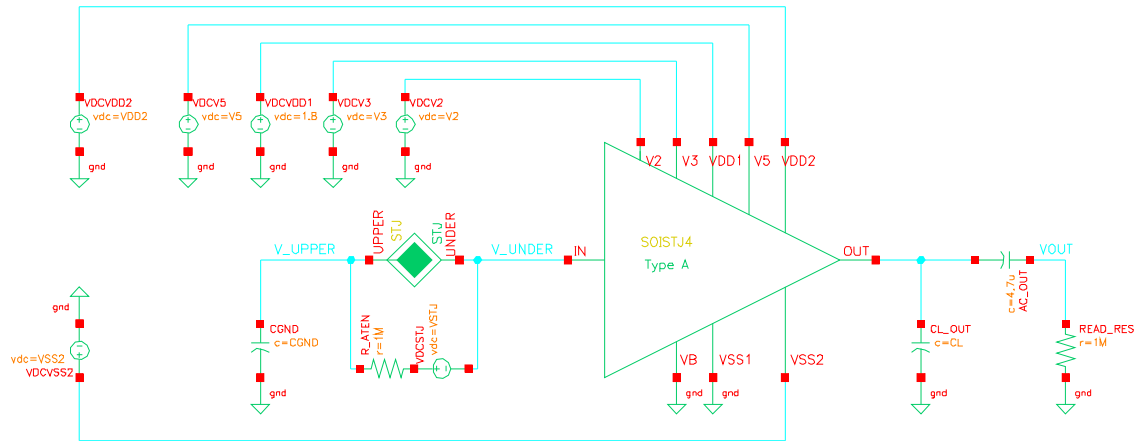 VDCVDD2
vdc=VDD2
gnd
VDCV5
vdc=V5
gnd
VDCVDD1
vdc=1.8
gnd
VDCV3
vdc=V3
gnd
VDCV2
vdc=V2
gnd
V2
V3
VDD1
V5
VDD2
V_UPPER
UPPER
STJ
STJ
UNDER
V_UNDER
IN
SOISTJ4
Type A
OUT
VOUT
c=4.7u
AC_OUT
gnd
vdc=VSS2
VDCVSS2
CGND
c=CGND
gnd
R_ATEN
r=1M
VDCSTJ
vdc=VSTJ
VB
VSS1
VSS2
gnd
gnd
CL_OUT
c=CL
gnd
READ_RES
r=1M
gnd